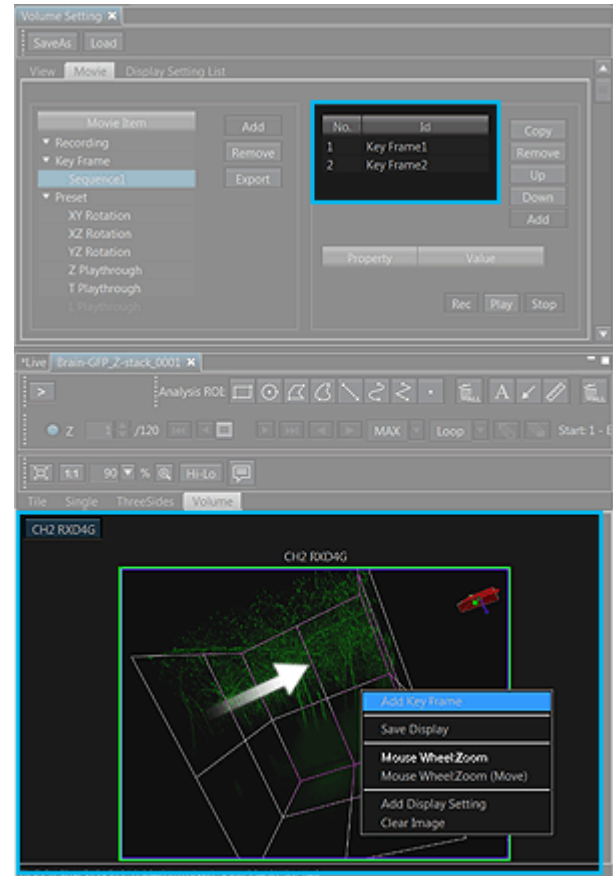 Volume Setting
SaveAs Load
View Movie Display Setting List
Movie Item
Recording
Key Frame
Sequence1
Preset
XY Rotation
XZ Rotation
YZ Rotation
Z Playthrough
T Playthrough
L Playthrough
Add
Remove
Export
No. Id
1 Key Frame1
2 Key Frame2
Copy
Remove
Up
Down
Add
Property Value
Rec Play Stop
*Live Brain-GFP_Z-stack_0001
> Analysis ROI: ALL A ALL
Z 1 /120 MAX Loop Start: 1 -
1:1 90 % Hi-Lo
Tile Single ThreeSides Volume
CH2 RXD4G
CH2 RXD4G
Add Key Frame
Save Display
Mouse Wheel:Zoom
Mouse Wheel:Zoom (Move)
Add Display Setting
Clear Image